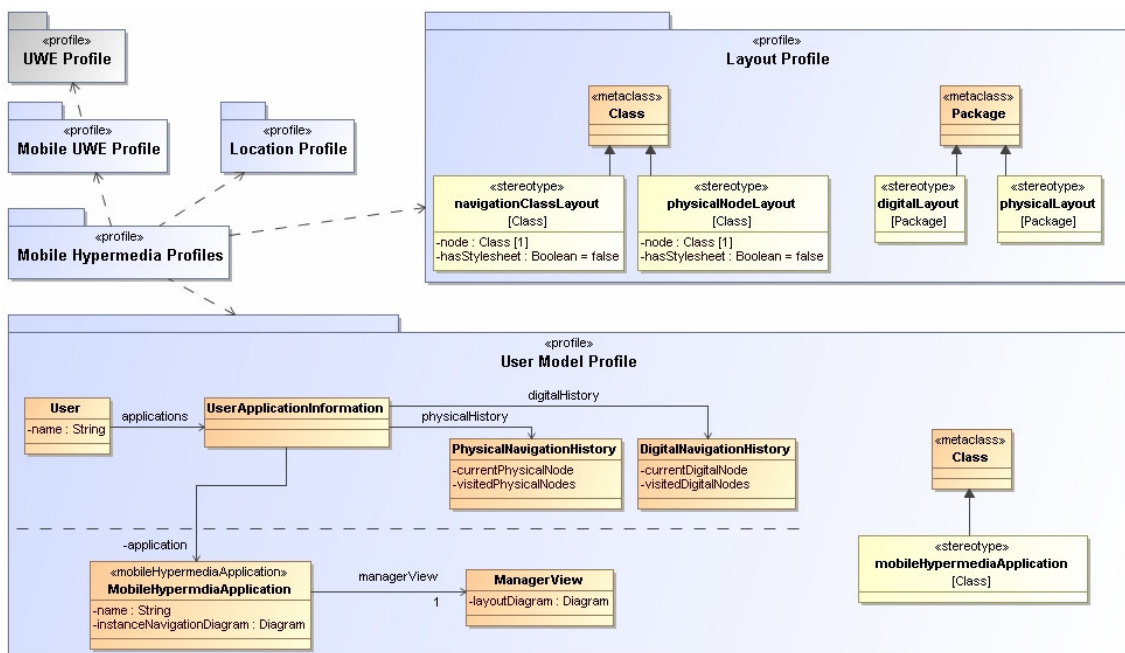 «profile»
UWE Profile
«profile»
Mobile UWE Profile
«profile»
Location Profile
«profile»
Mobile Hypermedia Profiles
«profile»
Layout Profile
«metaclass»
Class
«metaclass»
Package
«stereotype»
navigationClassLayout
[Class]
-node : Class [1]
-hasStylesheet : Boolean = false
«stereotype»
physicalNodeLayout
[Class]
-node : Class [1]
-hasStylesheet : Boolean = false
«stereotype»
digitalLayout
[Package]
«stereotype»
physicalLayout
[Package]
«profile»
User Model Profile
User
-name : String
applications
UserApplicationInformation
digitalHistory
physicalHistory
PhysicalNavigationHistory
-currentPhysicalNode
-visitedPhysicalNodes
DigitalNavigationHistory
-currentDigitalNode
-visitedDigitalNodes
«metaclass»
Class
-application
«mobileHypermediaApplication»
MobileHypermdiaApplication
-name : String
-instanceNavigationDiagram : Diagram
managerView
1
ManagerView
-layoutDiagram : Diagram
«stereotype»
mobileHypermediaApplication
[Class]